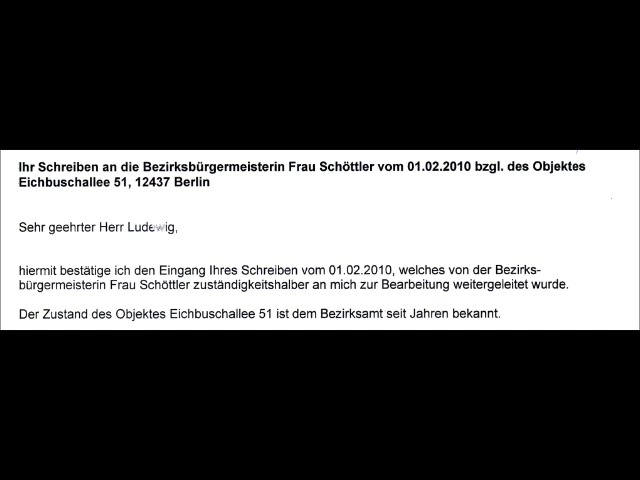 Ihr Schreiben an die Bezirksbürgermeisterin Frau Schöttler vom 01.02.2010 bzgl. des Objektes
Eichbuschallee 51, 12437 Berlin
Sehr geehrter Herr Ludewig,
hiermit bestätige ich den Eingang Ihres Schreiben vom 01.02.2010, welches von der Bezirks-
bürgermeisterin Frau Schöttler zuständigkeitshalber an mich zur Bearbeitung weitergeleitet wurde.
Der Zustand des Objektes Eichbuschallee 51 ist dem Bezirksamt seit Jahren bekannt.